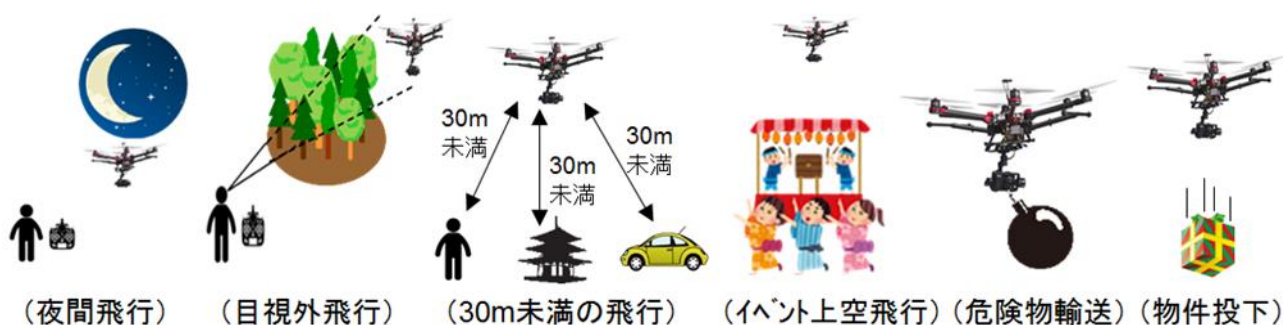 30m
未満
30m
未満
30m
未満
(夜間飛行)
(目視外飛行)
(30m未満の飛行)
(ｲﾍﾞﾝﾄ上空飛行)
(危険物輸送)
(物件投下)